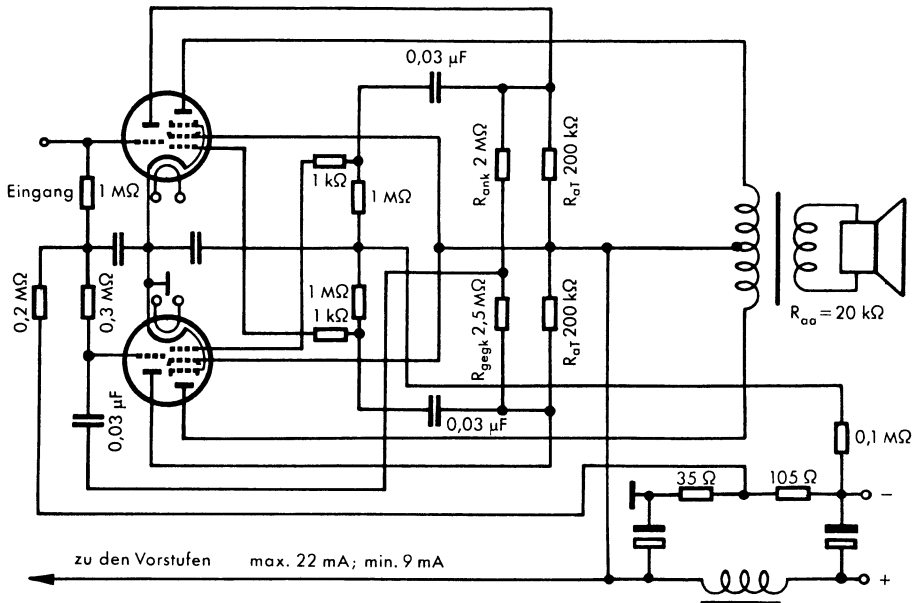 0,03 µF
Eingang
1 MΩ
1 kΩ
1 MΩ
R_ank 2 MΩ
R_aT 200 kΩ
0,2 MΩ
0,3 MΩ
1 MΩ
1 kΩ
R_gegk 2,5 MΩ
R_aT 200 kΩ
R_aa = 20 kΩ
0,03 µF
0,03 µF
0,1 MΩ
35 Ω
105 Ω
−
zu den Vorstufen max. 22 mA; min. 9 mA
+